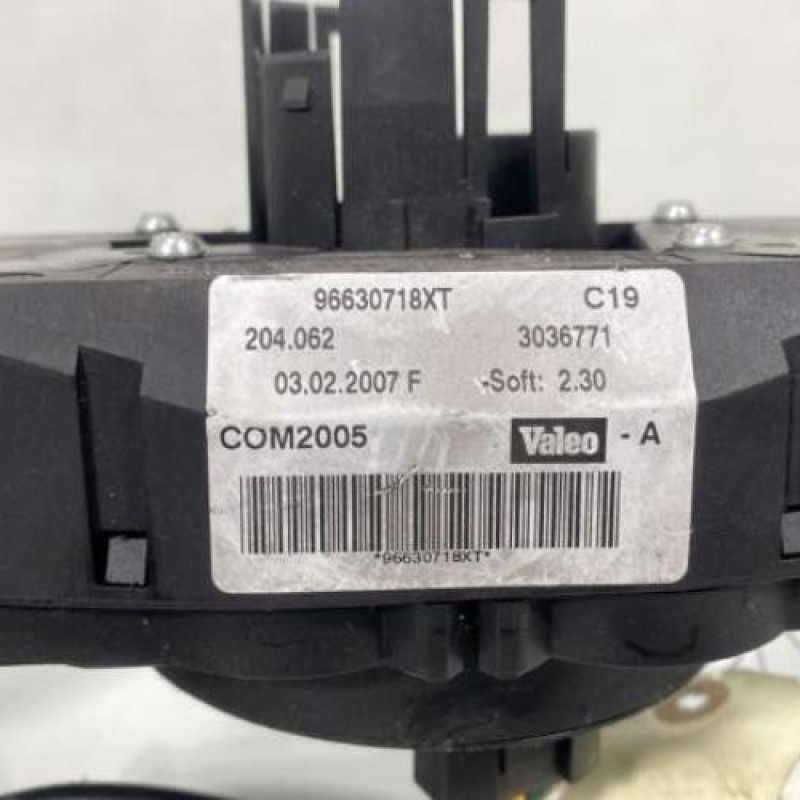 96630718XT C19
204.062 3036771
03.02.2007 F -Soft: 2.30
COM2005 Valeo - A
*96630718XT*